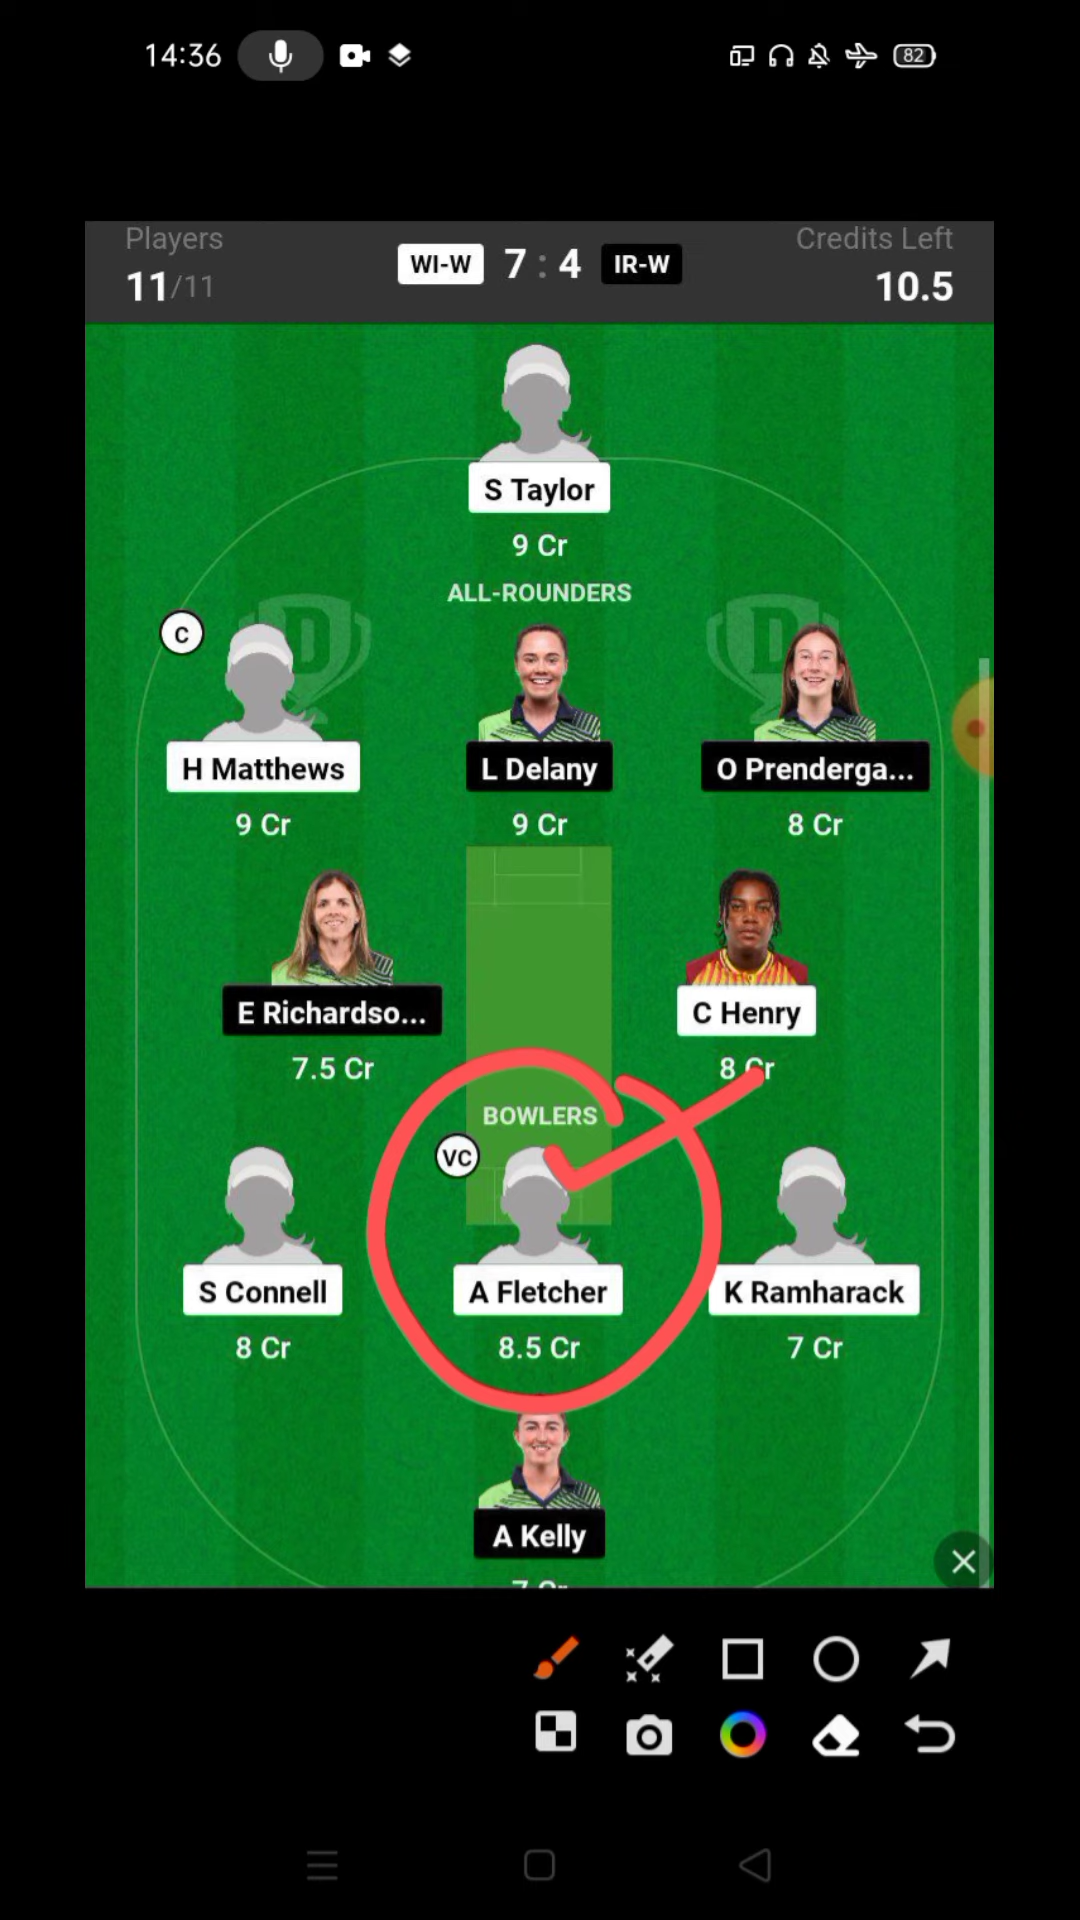 14:36
82
Players
Credits Left
WI-W 7 : 4 IR-W
11/11
10.5
S Taylor
9 Cr
ALL-ROUNDERS
C
H Matthews
L Delany
O Prenderga...
9 Cr
9 Cr
8 Cr
E Richardso...
C Henry
7.5 Cr
8 Cr
BOWLERS
VC
S Connell
A Fletcher
K Ramharack
8 Cr
8.5 Cr
7 Cr
A Kelly
7 Cr